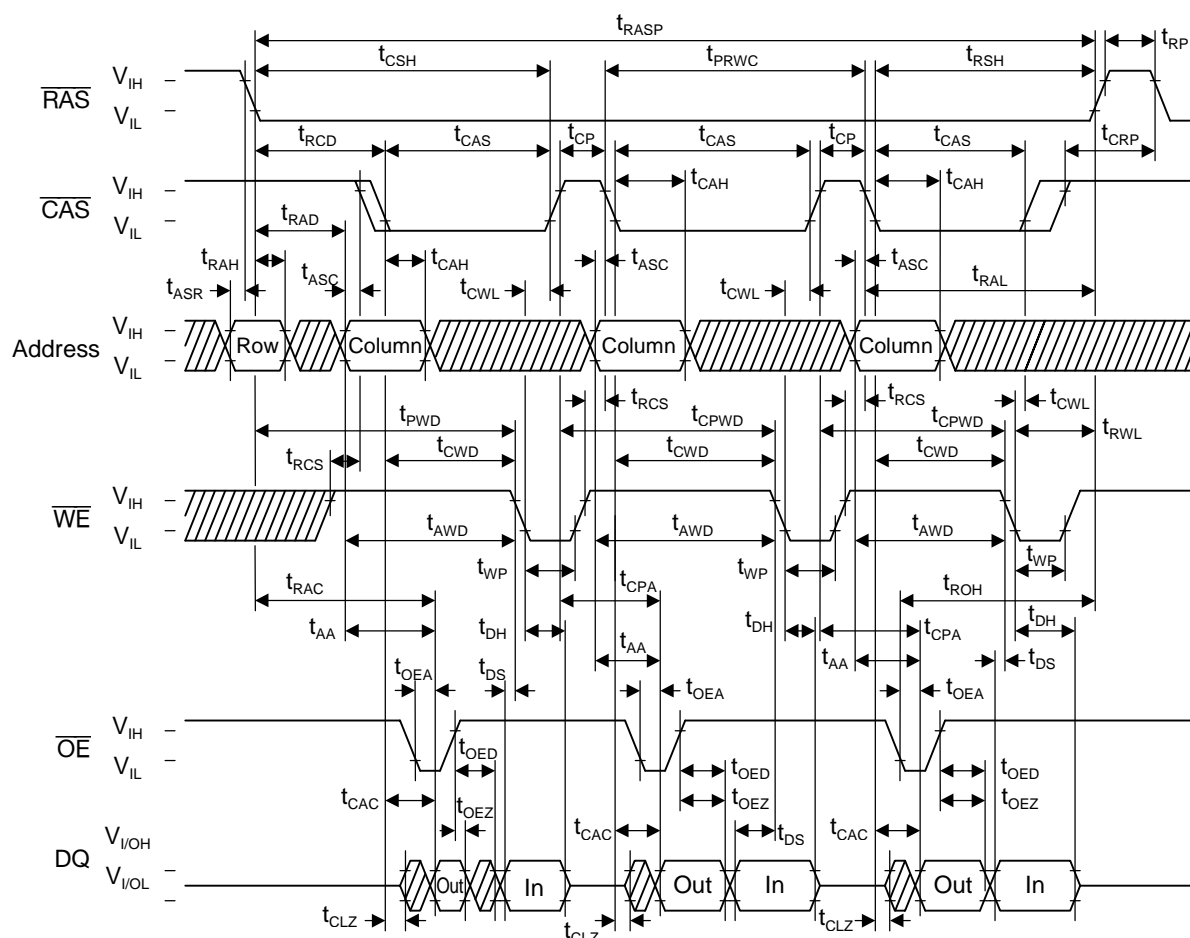 tRASP
tCSH tPRWC tRSH tRP
VIH
RAS
VIL
tRCD tCAS tCP tCAS tCP tCAS tCRP
VIH tCAH tCAH
CAS
VIL
tRAD
tRAH tASC tCAH tASC tASC
tASR tCWL tCWL tRAL
VIH
Address Row Column Column Column
VIL
tRCS tRCS tCWL
tPWD tCPWD tCPWD tRWL
tRCS tCWD tCWD tCWD
VIH
WE
VIL
tAWD tAWD tAWD
tWP tWP tWP
tRAC tCPA tROH
tAA tDH tDH tCPA tDH
tAA tAA
tOEA tDS tOEA tOEA tDS
VIH
OE
VIL
tOED tOED tOED
tCAC tOEZ tOEZ tOEZ
VI/OH tCAC tDS tCAC
DQ
VI/OL Out In Out In Out In
tCLZ tCLZ tCLZ